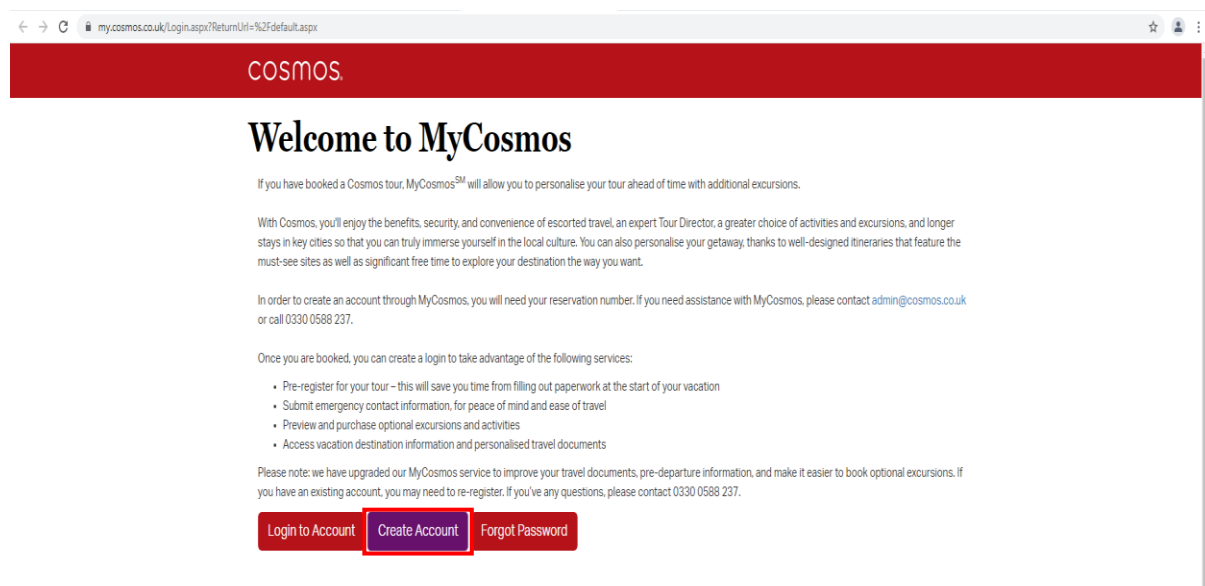 my.cosmos.co.uk/Login.aspx?ReturnUrl=%2Fdefault.aspx
cosmos.
Welcome to MyCosmos
If you have booked a Cosmos tour, MyCosmosSM will allow you to personalise your tour ahead of time with additional excursions.
With Cosmos, you'll enjoy the benefits, security, and convenience of escorted travel, an expert Tour Director, a greater choice of activities and excursions, and longer
stays in key cities so that you can truly immerse yourself in the local culture. You can also personalise your getaway, thanks to well-designed itineraries that feature the
must-see sites as well as significant free time to explore your destination the way you want.
In order to create an account through MyCosmos, you will need your reservation number. If you need assistance with MyCosmos, please contact admin@cosmos.co.uk
or call 0330 0588 237.
Once you are booked, you can create a login to take advantage of the following services:
• Pre-register for your tour – this will save you time from filling out paperwork at the start of your vacation
• Submit emergency contact information, for peace of mind and ease of travel
• Preview and purchase optional excursions and activities
• Access vacation destination information and personalised travel documents
Please note: we have upgraded our MyCosmos service to improve your travel documents, pre-departure information, and make it easier to book optional excursions. If
you have an existing account, you may need to re-register. If you've any questions, please contact 0330 0588 237.
Login to Account Create Account Forgot Password